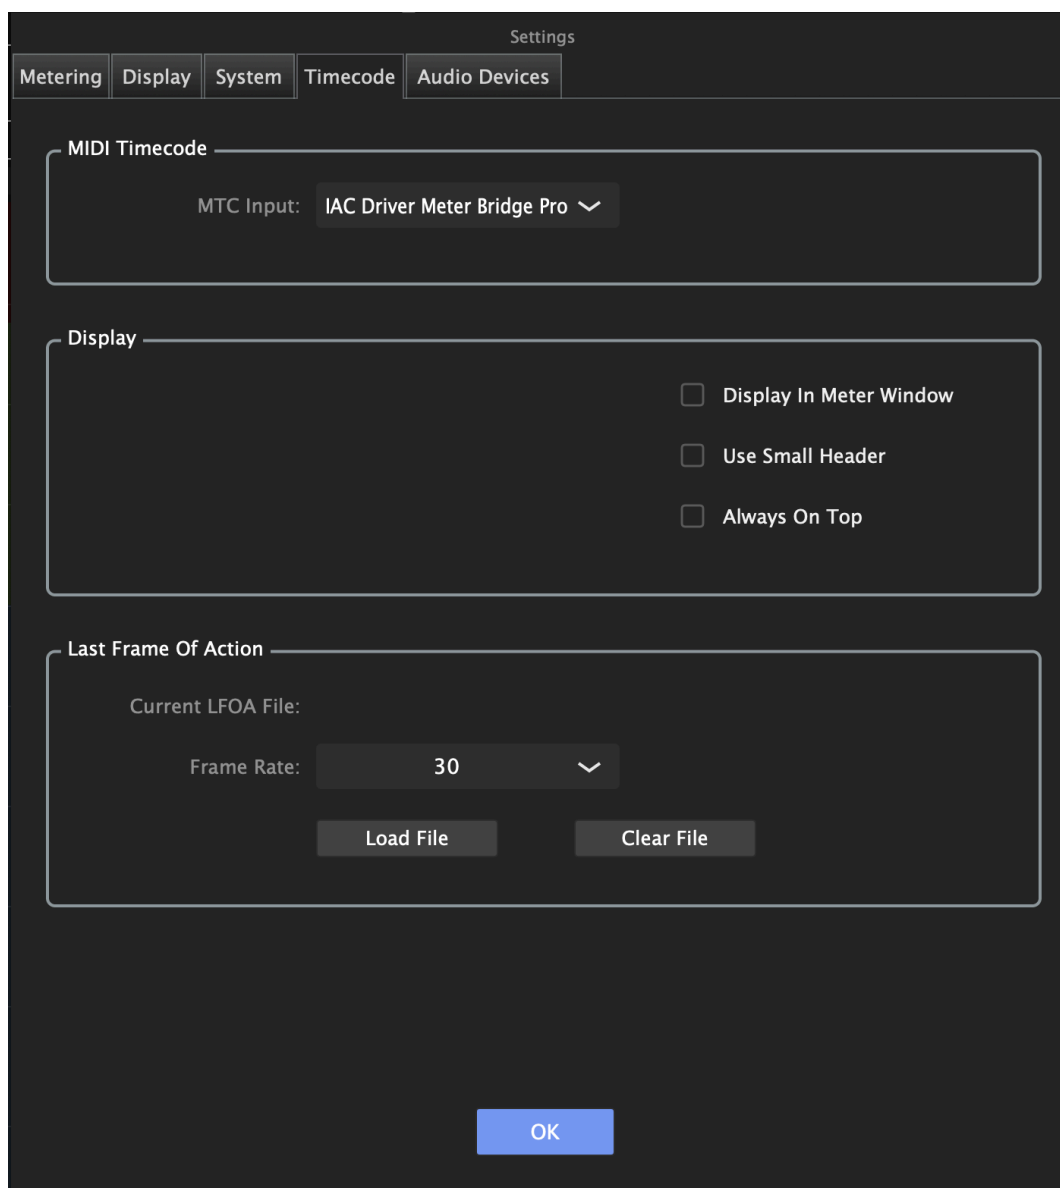 Settings
Metering Display System Timecode Audio Devices
MIDI Timecode
MTC Input: IAC Driver Meter Bridge Pro
Display
Display In Meter Window
Use Small Header
Always On Top
Last Frame Of Action
Current LFOA File:
Frame Rate: 30
Load File Clear File
OK